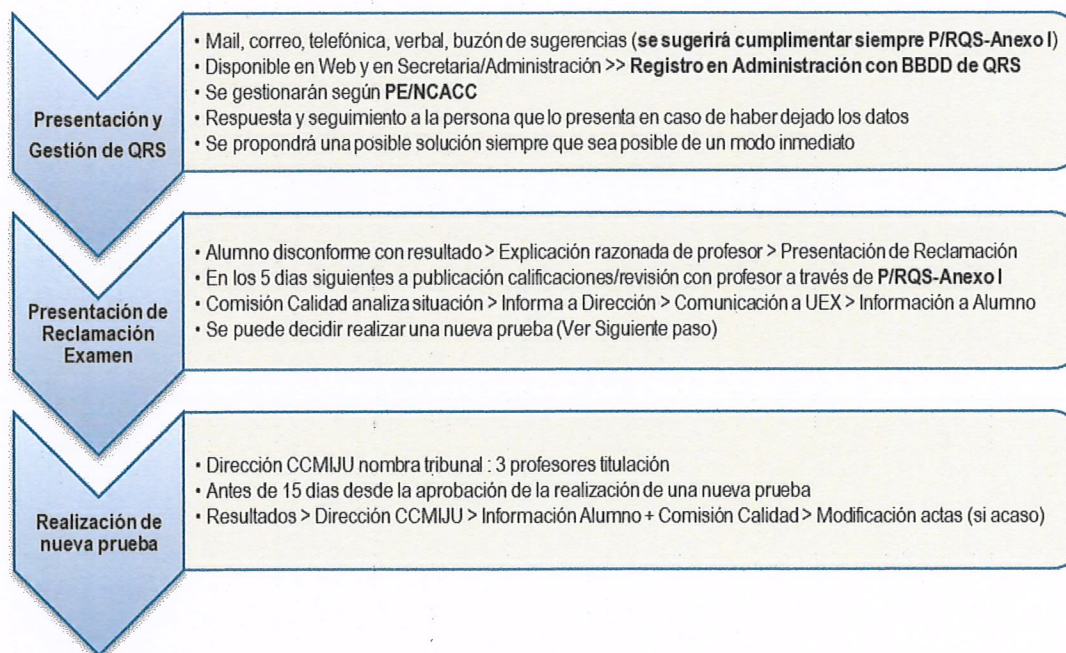 Presentación y
Gestión de QRS
• Mail, correo, telefónica, verbal, buzón de sugerencias (se sugerirá cumplimentar siempre P/RQS-Anexo I)
• Disponible en Web y en Secretaria/Administración >> Registro en Administración con BBDD de QRS
• Se gestionarán según PE/NCACC
• Respuesta y seguimiento a la persona que lo presenta en caso de haber dejado los datos
• Se propondrá una posible solución siempre que sea posible de un modo inmediato
Presentación de
Reclamación
Examen
• Alumno disconforme con resultado > Explicación razonada de profesor > Presentación de Reclamación
• En los 5 días siguientes a publicación calificaciones/revisión con profesor a través de P/RQS-Anexo I
• Comisión Calidad analiza situación > Informa a Dirección > Comunicación a UEX > Información a Alumno
• Se puede decidir realizar una nueva prueba (Ver Siguiente paso)
Realización de
nueva prueba
• Dirección CCMIJU nombra tribunal : 3 profesores titulación
• Antes de 15 días desde la aprobación de la realización de una nueva prueba
• Resultados > Dirección CCMIJU > Información Alumno + Comisión Calidad > Modificación actas (si acaso)